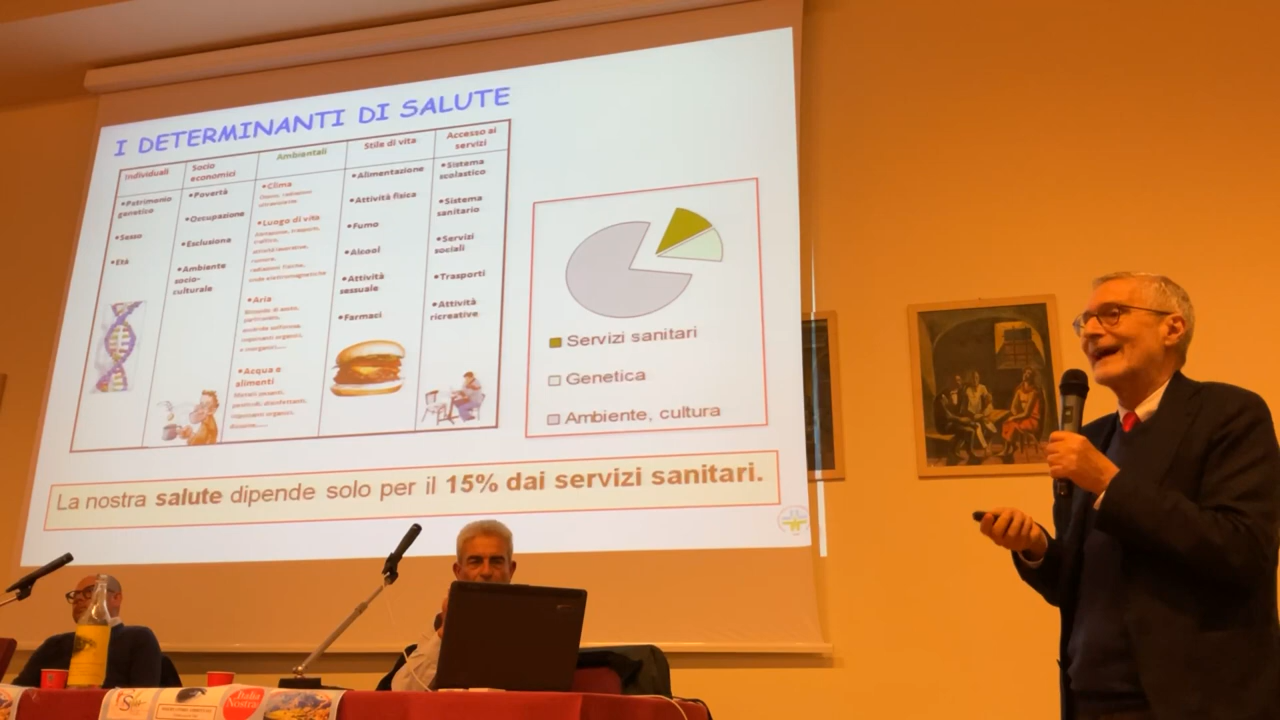 I DETERMINANTI DI SALUTE
Individuali
•Patrimonio
genetico
•Sesso
•Età
Socio
economici
•Povertà
•Occupazione
•Esclusione
•Ambiente
socio-
culturale
Ambientali
•Clima
•Luogo di vita
•Aria
•Acqua e
alimenti
Stile di vita
•Alimentazione
•Attività fisica
•Fumo
•Alcool
•Attività
sessuale
•Farmaci
Accesso ai
servizi
•Sistema
scolastico
•Sistema
sanitario
•Servizi
sociali
•Trasporti
•Attività
ricreative
Servizi sanitari
Genetica
Ambiente, cultura
La nostra salute dipende solo per il 15% dai servizi sanitari.
Italia
Nostra